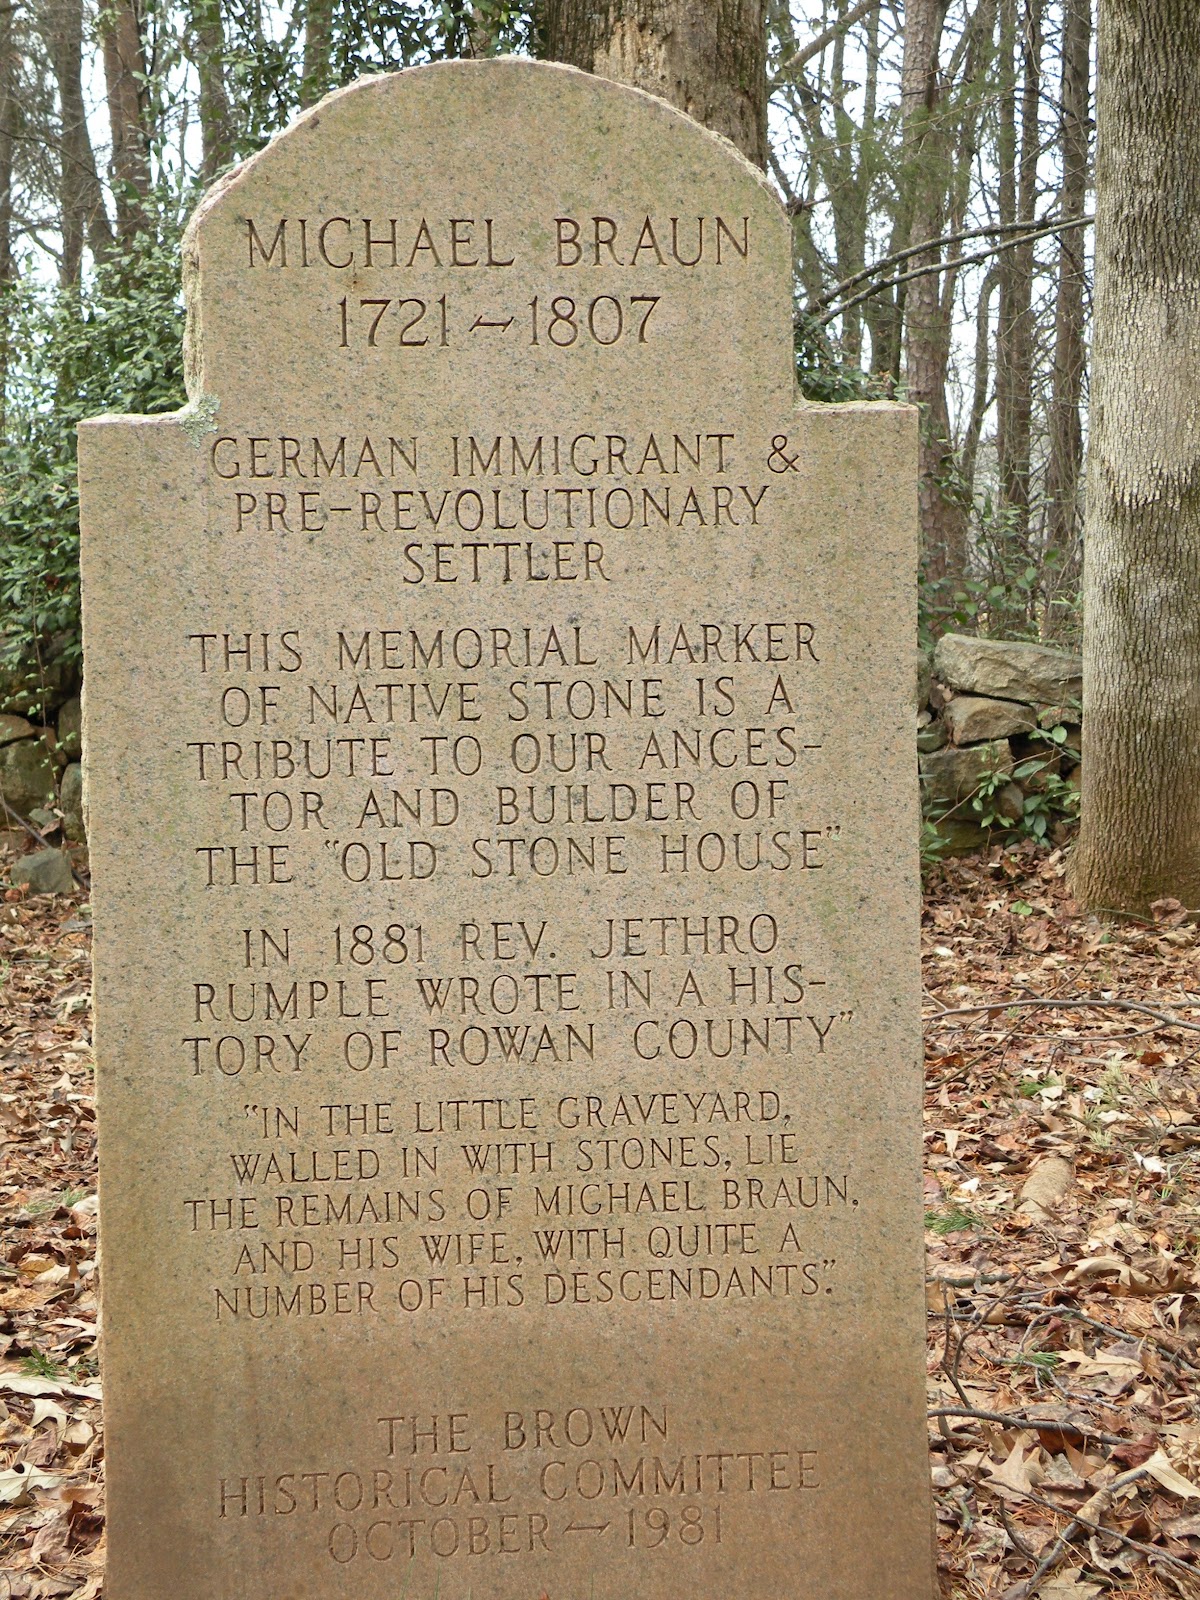 MICHAEL BRAUN
1721 ~ 1807
GERMAN IMMIGRANT &
PRE-REVOLUTIONARY
SETTLER
THIS MEMORIAL MARKER
OF NATIVE STONE IS A
TRIBUTE TO OUR ANCES-
TOR AND BUILDER OF
THE "OLD STONE HOUSE"
IN 1881 REV. JETHRO
RUMPLE WROTE IN A HIS-
TORY OF ROWAN COUNTY"
"IN THE LITTLE GRAVEYARD,
WALLED IN WITH STONES, LIE
THE REMAINS OF MICHAEL BRAUN,
AND HIS WIFE, WITH QUITE A
NUMBER OF HIS DESCENDANTS".
THE BROWN
HISTORICAL COMMITTEE
OCTOBER ~ 1981